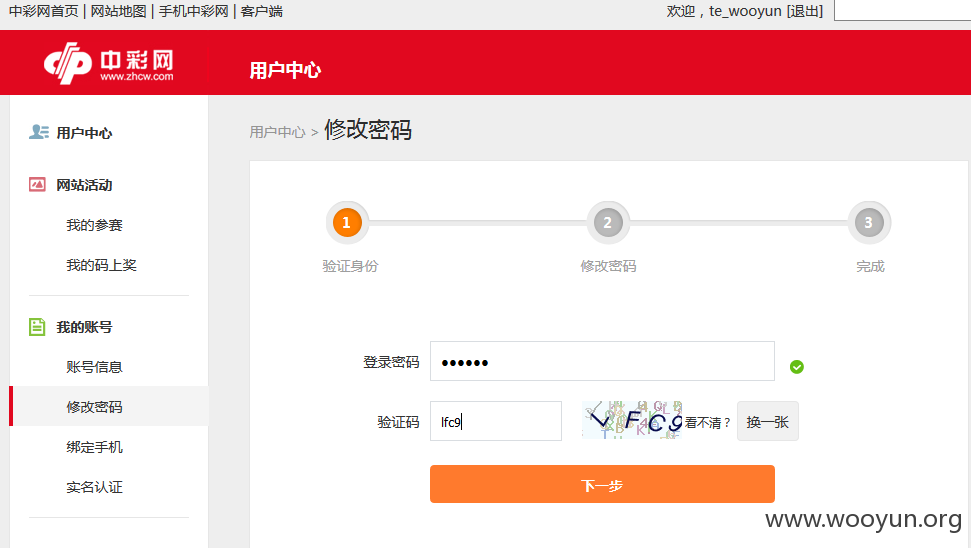 中彩网首页 | 网站地图 | 手机中彩网 | 客户端
欢迎，te_wooyun [退出]
中彩网
www.zhcw.com
用户中心
用户中心
网站活动
我的参赛
我的码上奖
我的账号
账号信息
修改密码
绑定手机
实名认证
用户中心 > 修改密码
1
2
3
验证身份
修改密码
完成
登录密码
••••••
验证码
lfc9
看不清？
换一张
下一步
www.wooyun.org